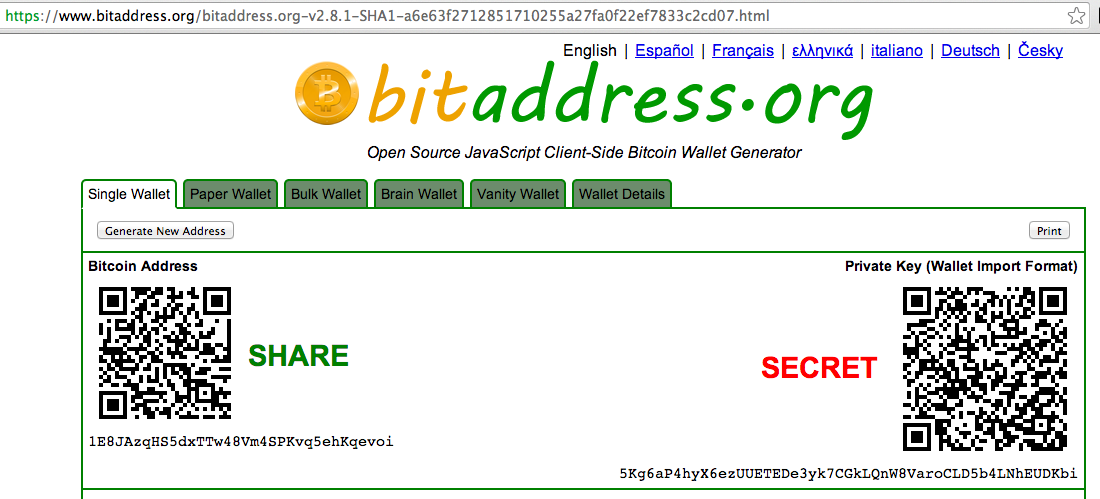 https://www.bitaddress.org/bitaddress.org-v2.8.1-SHA1-a6e63f2712851710255a27fa0f22ef7833c2cd07.html
English | Español | Français | ελληνικά | italiano | Deutsch | Česky
bitaddress.org
Open Source JavaScript Client-Side Bitcoin Wallet Generator
Single Wallet Paper Wallet Bulk Wallet Brain Wallet Vanity Wallet Wallet Details
Generate New Address Print
Bitcoin Address Private Key (Wallet Import Format)
SHARE
SECRET
1E8JAzqHS5dxTTw48Vm4SPKvq5ehKqevoi
5Kg6aP4hyX6ezUUETEDe3yk7CGkLQnW8VaroCLD5b4LNhEUDKbi